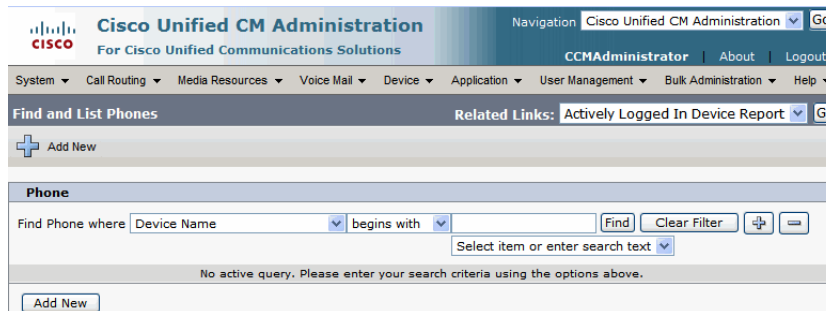 Cisco Unified CM Administration
Navigation Cisco Unified CM Administration
CISCO
For Cisco Unified Communications Solutions
CCMAdministrator | About | Logout
System Call Routing Media Resources Voice Mail Device Application User Management Bulk Administration Help
Find and List Phones
Related Links: Actively Logged In Device Report
Add New
Phone
Find Phone where Device Name begins with Find Clear Filter
Select item or enter search text
No active query. Please enter your search criteria using the options above.
Add New